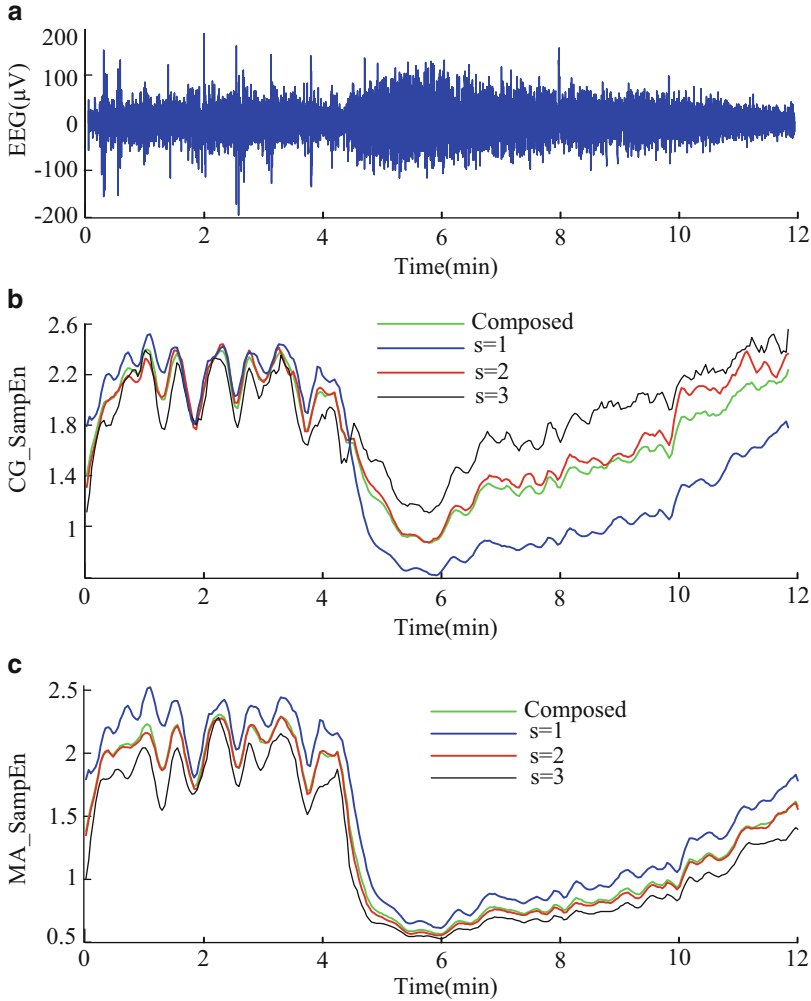 a
200
100
0
-100
-200
EEG(μV)
0 2 4 6 8 10 12
Time(min)
b
2.6
2.2
1.8
1.4
1
CG_SampEn
Composed
s=1
s=2
s=3
0 2 4 6 8 10 12
Time(min)
c
2.5
2
1.5
1
0.5
MA_SampEn
Composed
s=1
s=2
s=3
0 2 4 6 8 10 12
Time(min)